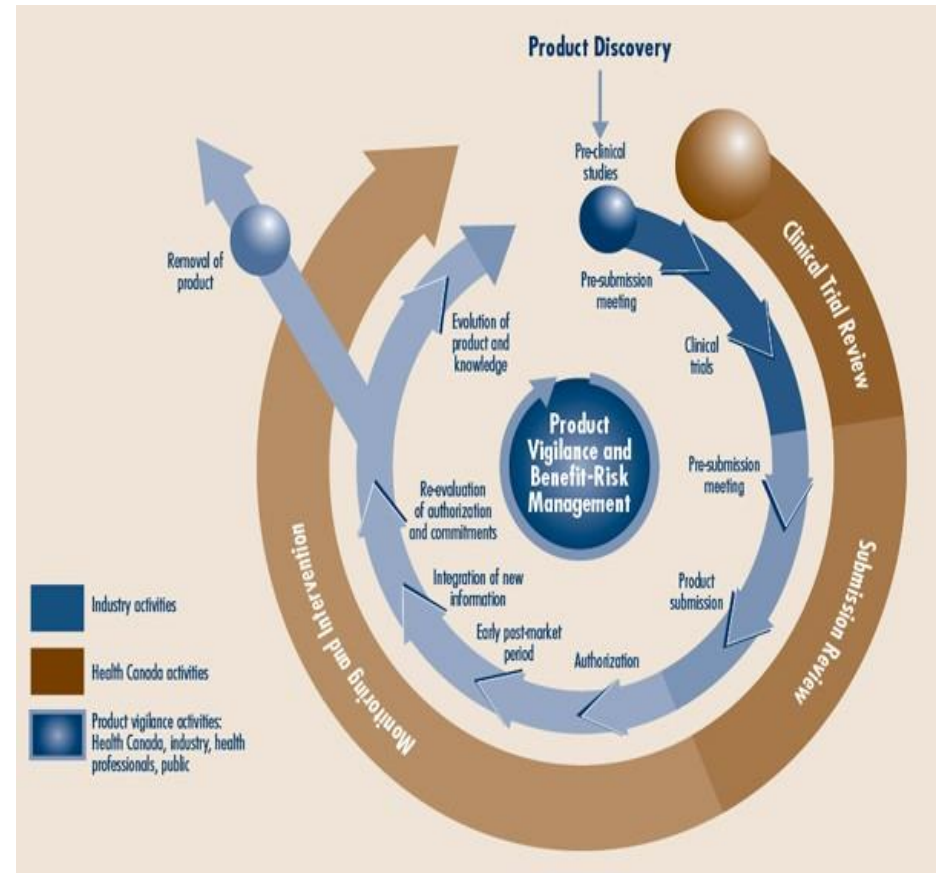 Product Discovery
Pre-clinical
studies
Pre-submission
meeting
Clinical
trials
Pre-submission
meeting
Product
submission
Authorization
Early post-market
period
Integration of new
information
Re-evaluation
of authorization
and commitments
Evolution of
product and
knowledge
Removal of
product
Product
Vigilance and
Benefit-Risk
Management
Clinical Trial Review
Submission Review
Monitoring and Intervention
Industry activities
Health Canada activities
Product vigilance activities:
Health Canada, industry, health
professionals, public